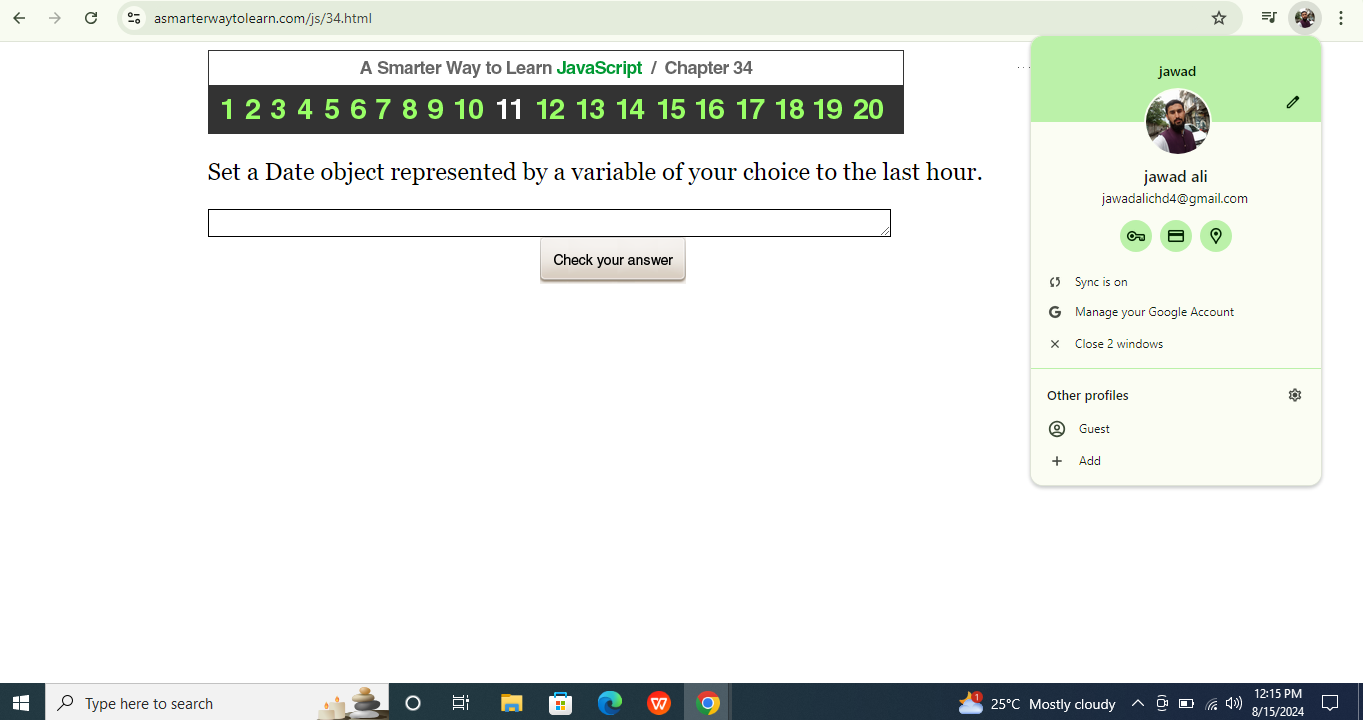 asmarterwaytolearn.com/js/34.html
A Smarter Way to Learn JavaScript / Chapter 34
1 2 3 4 5 6 7 8 9 10 11 12 13 14 15 16 17 18 19 20
Set a Date object represented by a variable of your choice to the last hour.
Check your answer
jawad
jawad ali
jawadalichd4@gmail.com
Sync is on
Manage your Google Account
Close 2 windows
Other profiles
Guest
Add
Type here to search
1
25°C Mostly cloudy
12:15 PM
8/15/2024